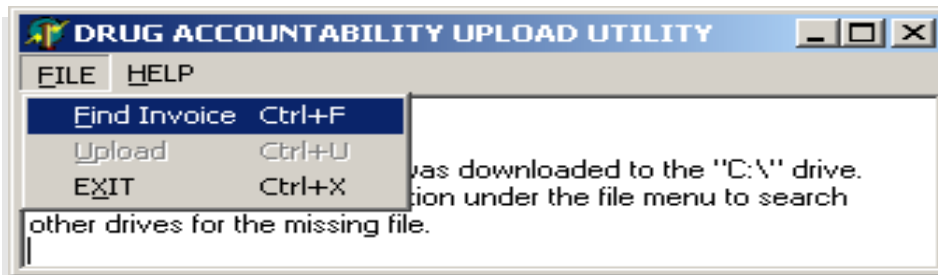 DRUG ACCOUNTABILITY UPLOAD UTILITY
FILE HELP
Find Invoice Ctrl+F
Upload Ctrl+U
EXIT Ctrl+X
was downloaded to the "C:\" drive.
under the file menu to search
other drives for the missing file.